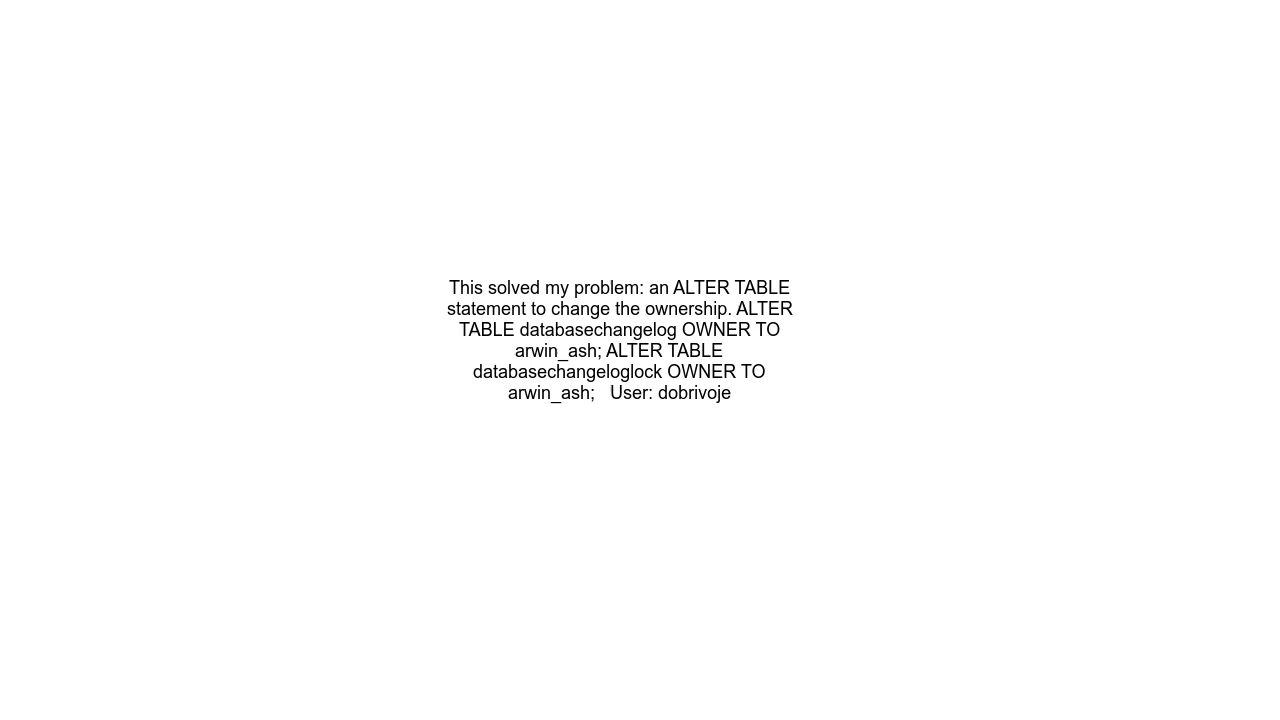 This solved my problem: an ALTER TABLE
statement to change the ownership. ALTER
TABLE databasechangelog OWNER TO
arwin_ash; ALTER TABLE
databasechangeloglock OWNER TO
arwin_ash;   User: dobrivoje